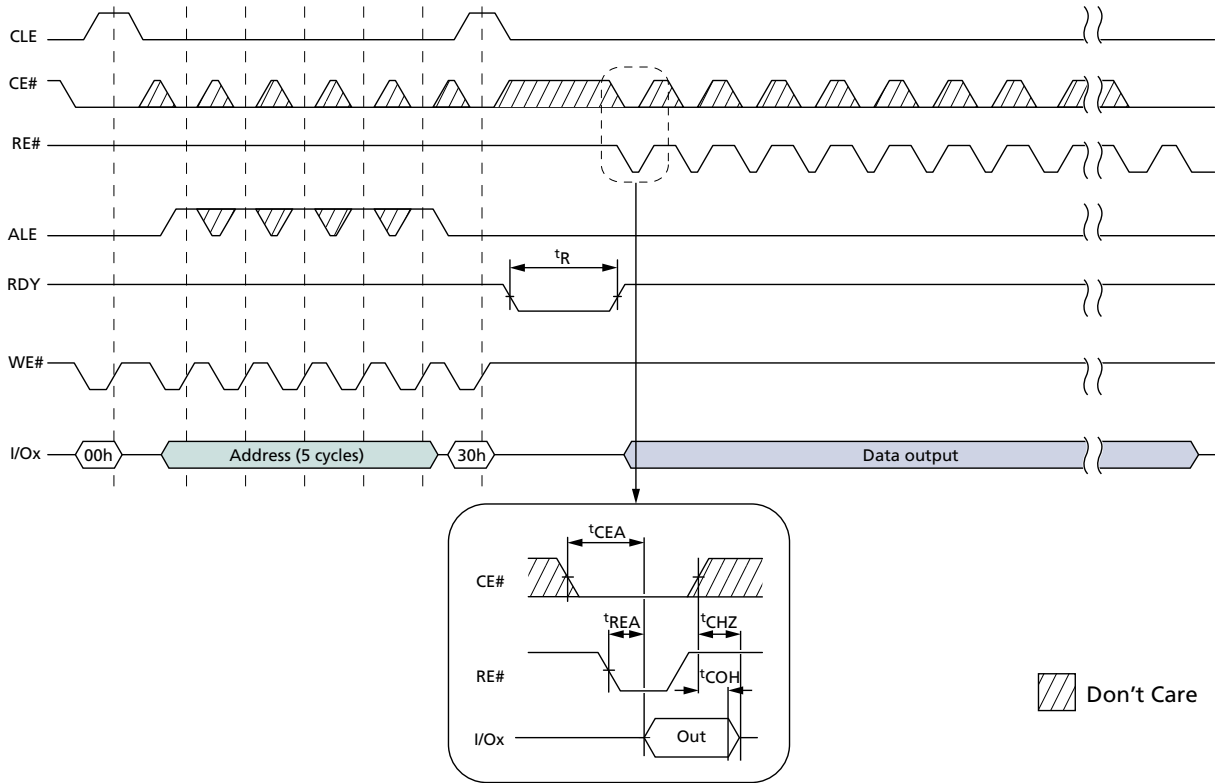 CLE
CE#
RE#
ALE
tR
RDY
WE#
I/Ox 00h Address (5 cycles) 30h Data output
tCEA
CE#
tREA tCHZ
RE# tCOH
I/Ox Out
Don't Care